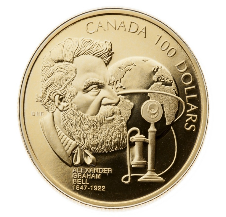 CANADA 100 DOLLARS
ALEXANDER
GRAHAM
BELL
1847-1922